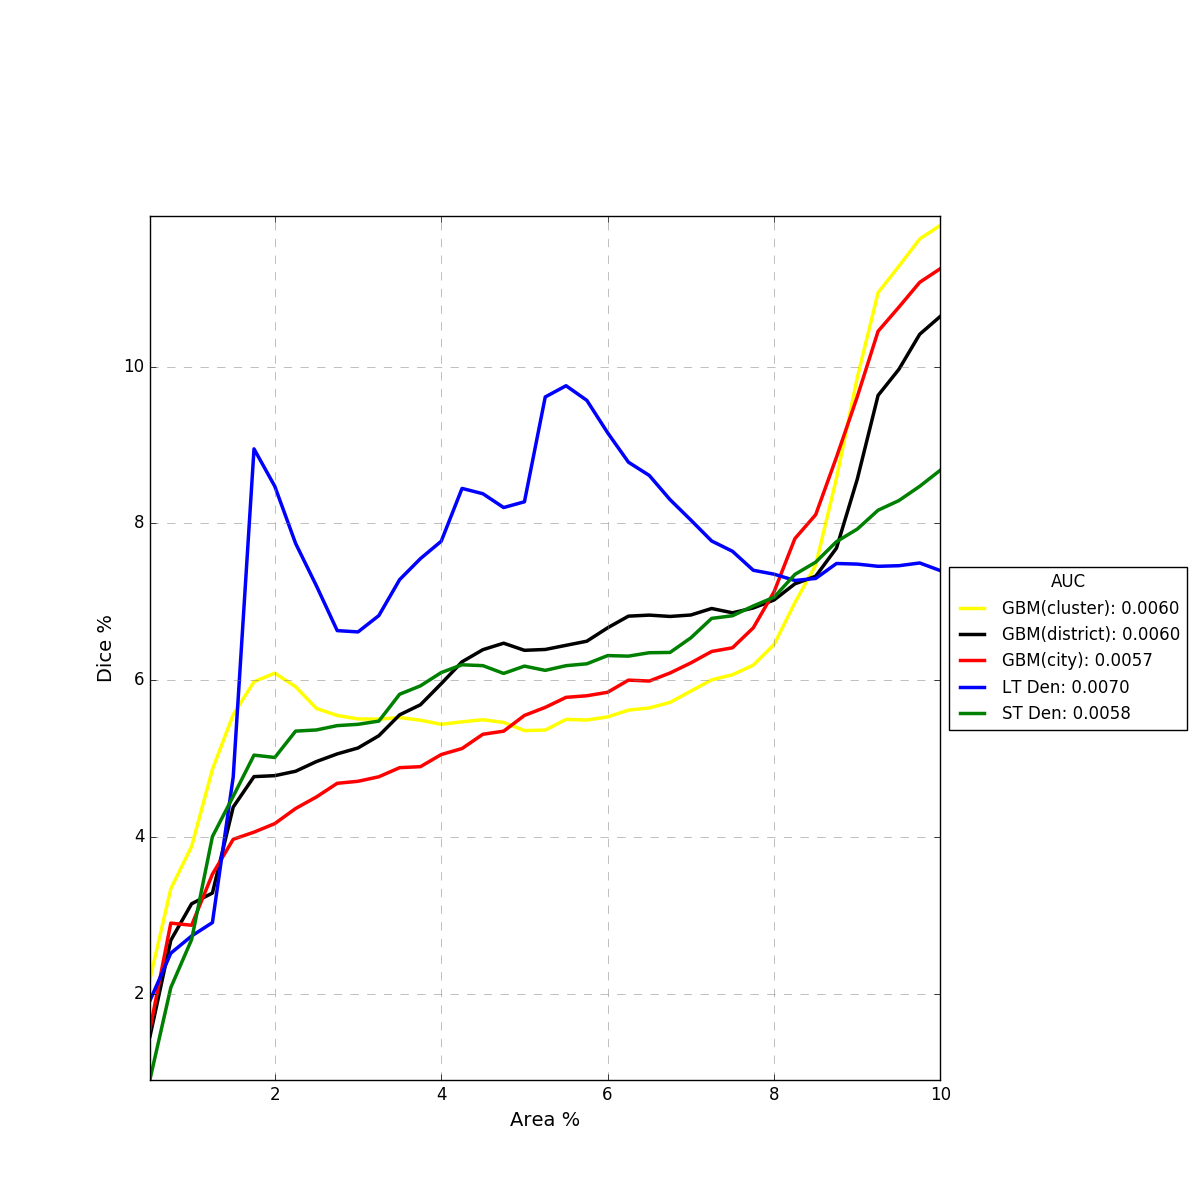 10
8
6
4
2
Dice %
2 4 6 8 10
Area %
AUC
GBM(cluster): 0.0060
GBM(district): 0.0060
GBM(city): 0.0057
LT Den: 0.0070
ST Den: 0.0058